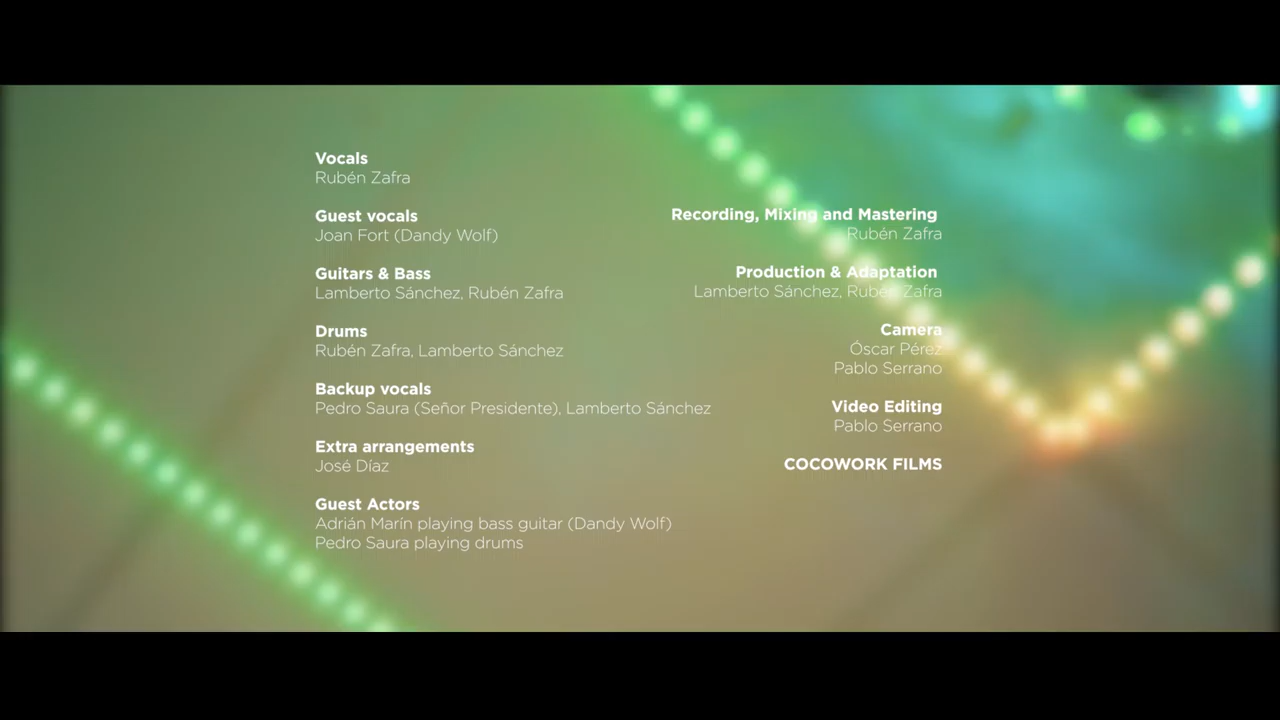 Vocals
Rubén Zafra
Guest vocals
Joan Fort (Dandy Wolf)
Guitars & Bass
Lamberto Sánchez, Rubén Zafra
Drums
Rubén Zafra, Lamberto Sánchez
Backup vocals
Pedro Saura (Señor Presidente), Lamberto Sánchez
Extra arrangements
José Díaz
Guest Actors
Adrián Marín playing bass guitar (Dandy Wolf)
Pedro Saura playing drums
Recording, Mixing and Mastering
Rubén Zafra
Production & Adaptation
Lamberto Sánchez, Rubén Zafra
Camera
Óscar Pérez
Pablo Serrano
Video Editing
Pablo Serrano
COCOWORK FILMS